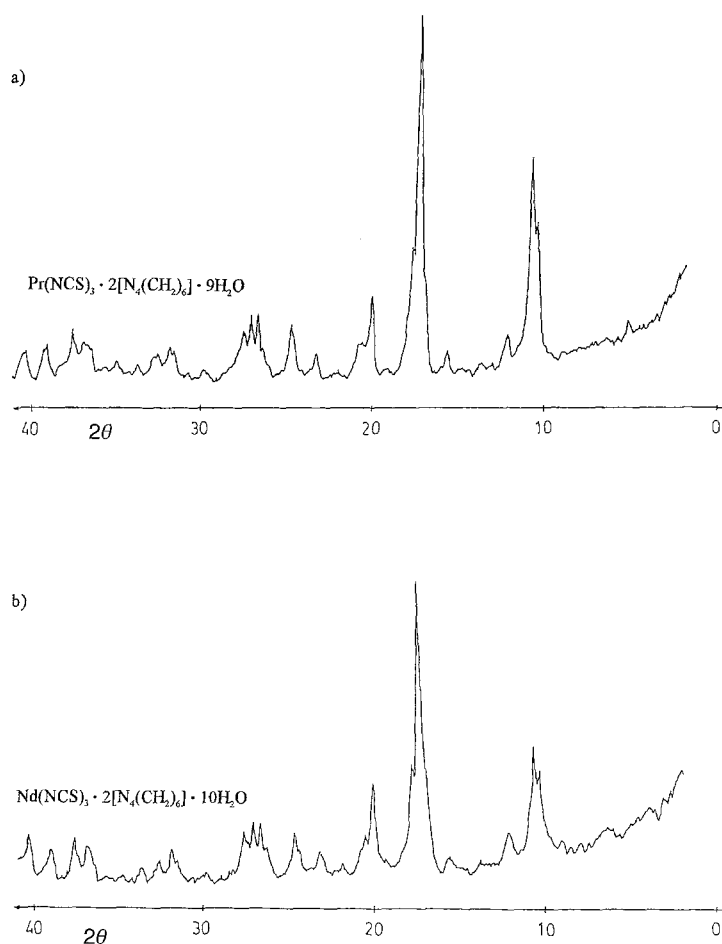 a)
Pr(NCS)₃ · 2[N₄(CH₂)₆] · 9H₂O
40 2θ 30 20 10 0
b)
Nd(NCS)₃ · 2[N₄(CH₂)₆] · 10H₂O
40 2θ 30 20 10 0